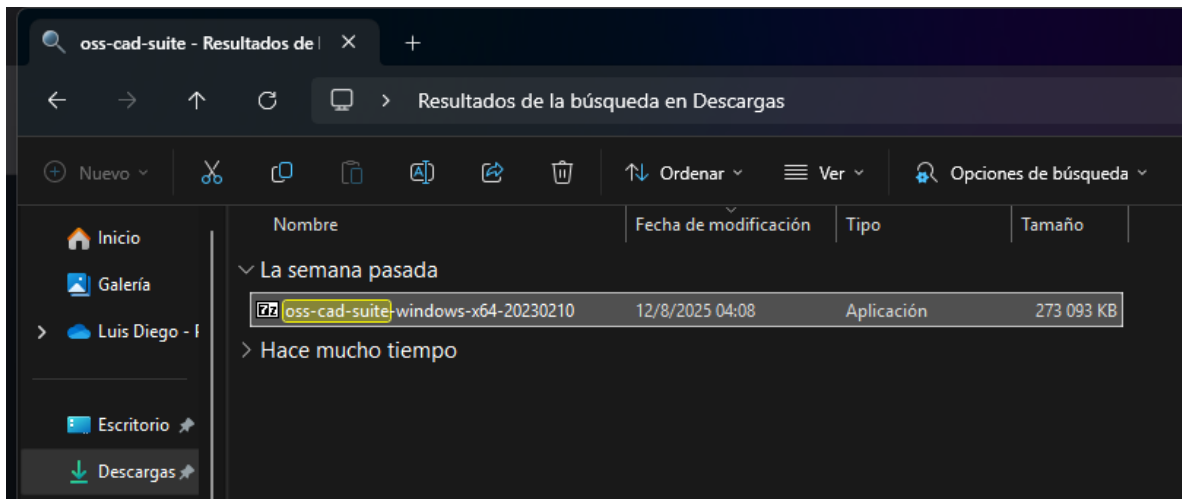 oss-cad-suite - Resultados de
Resultados de la búsqueda en Descargas
Nuevo Ordenar Ver Opciones de búsqueda
Inicio
Galería
Luis Diego -
Escritorio
Descargas
Nombre Fecha de modificación Tipo Tamaño
La semana pasada
7z oss-cad-suite-windows-x64-20230210 12/8/2025 04:08 Aplicación 273 093 KB
Hace mucho tiempo